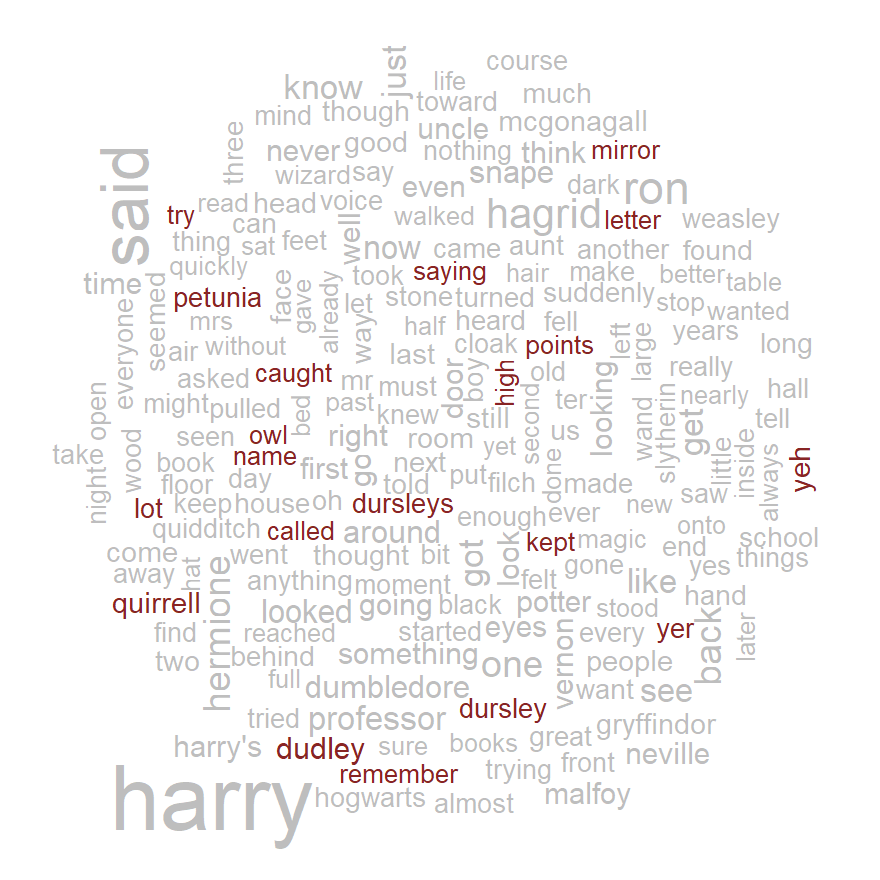 course
just
know
life
much
toward
mind
though
uncle
mcgonagall
three
never
good
nothing
think
mirror
said
wizard
say
even
snape
dark
ron
try
read
head
voice
can
walked
hagrid
letter
weasley
thing
sat
feet
well
now
came
aunt
another
found
time
quickly
seemed
face
gave
already
took
saying
hair
make
better
table
petunia
let
stone
turned
suddenly
stop
wanted
mrs
everyone
way
half
heard
fell
left
large
years
air
without
last
cloak
points
long
asked
caught
mr
must
door
boy
high
old
looking
really
hall
might
pulled
bed
past
knew
still
second
ter
us
wand
slytherin
get
nearly
tell
open
seen
owl
right
room
yet
take
wood
book
name
first
go
next
put
filch
done
made
saw
little
inside
always
yeh
night
floor
day
told
lot
keep
house
oh
dursleys
enough
ever
new
onto
quidditch
called
around
got
look
kept
magic
end
school
come
went
thought
bit
gone
yes
things
away
hat
hermione
anything
moment
felt
like
hand
quirrell
looked
going
black
potter
stood
back
later
find
reached
started
eyes
every
yer
two
behind
something
one
vernon
people
full
dumbledore
want
see
tried
professor
dursley
gryffindor
harry's
dudley
sure
books
great
neville
remember
trying
front
harry
hogwarts
almost
malfoy